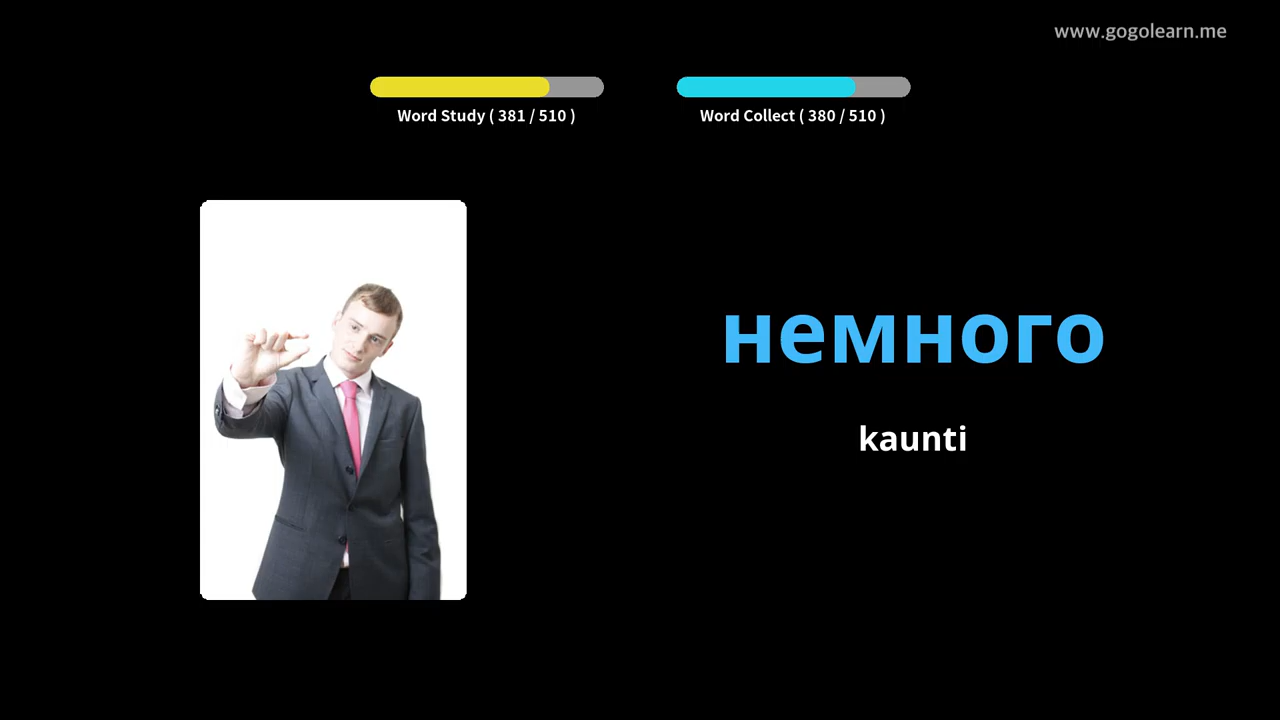 www.gogolearn.me
Word Study ( 381 / 510 )
Word Collect ( 380 / 510 )
немного
kaunti